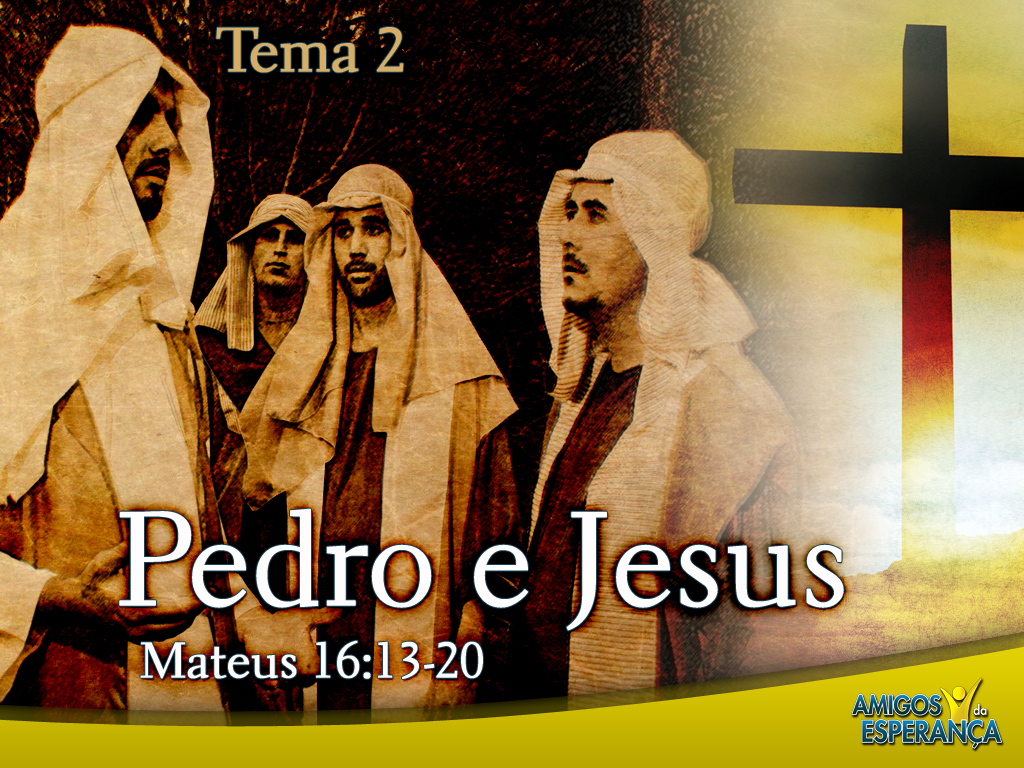 Tema 2
Pedro e Jesus
Mateus 16:13-20
AMIGOS da
ESPERANÇA